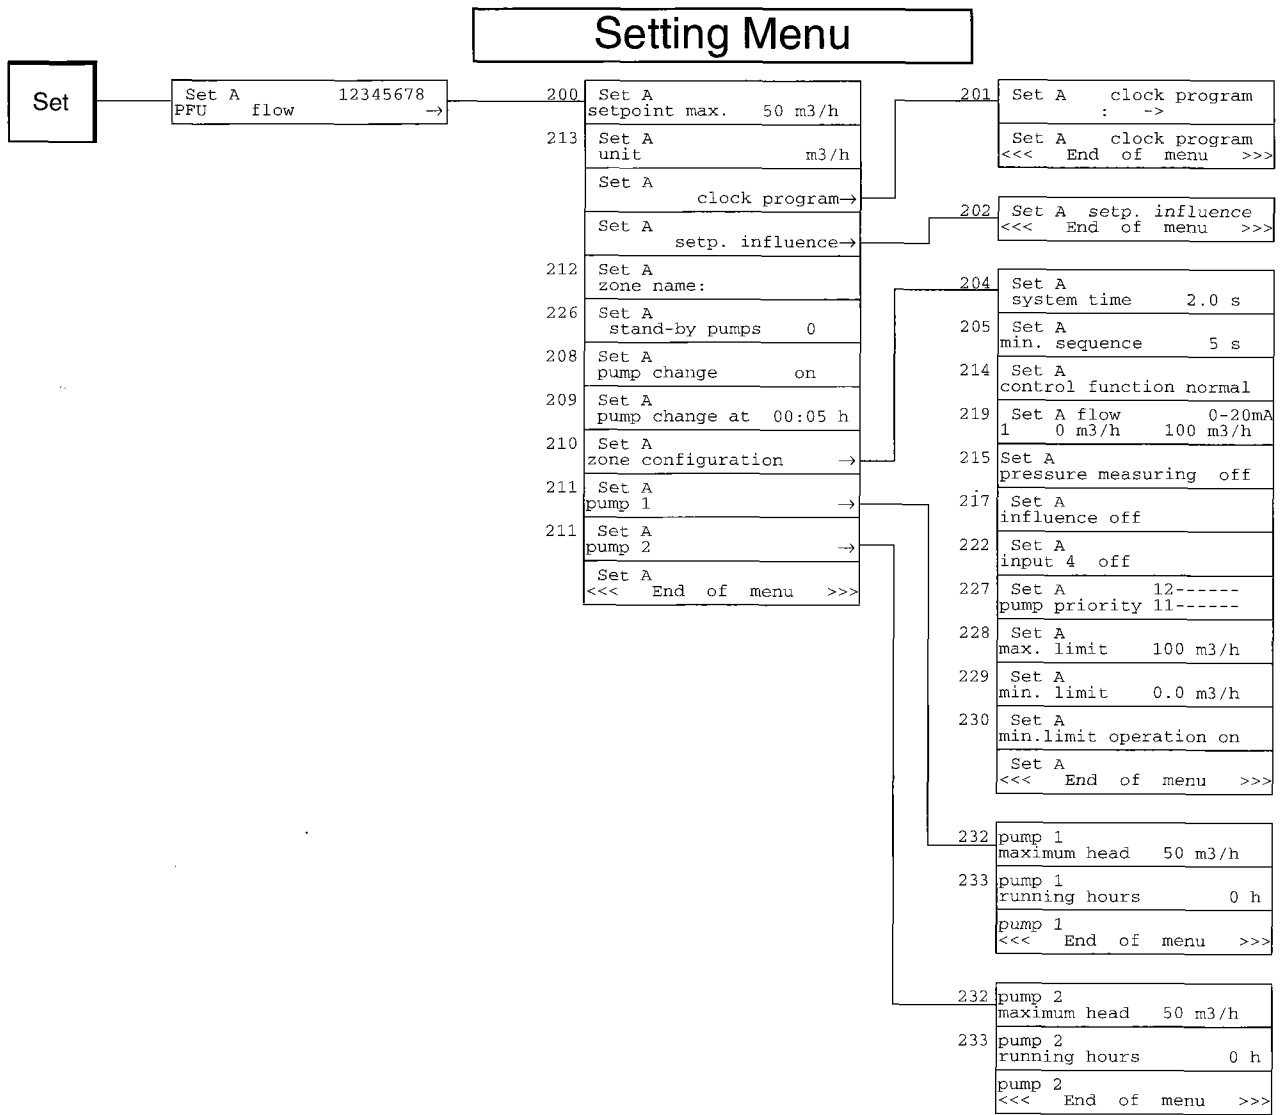 Setting Menu
Set
Set A 12345678
PFU flow →
200 Set A
setpoint max. 50 m3/h
213 Set A
unit m3/h
Set A
clock program→
Set A
setp. influence→
212 Set A
zone name:
226 Set A
stand-by pumps 0
208 Set A
pump change on
209 Set A
pump change at 00:05 h
210 Set A
zone configuration →
211 Set A
pump 1 →
211 Set A
pump 2 →
Set A
<<< End of menu >>>
201 Set A clock program
: ->
Set A clock program
<<< End of menu >>>
202 Set A setp. influence
<<< End of menu >>>
204 Set A
system time 2.0 s
205 Set A
min. sequence 5 s
214 Set A
control function normal
219 Set A flow 0-20mA
1 0 m3/h 100 m3/h
215 Set A
pressure measuring off
217 Set A
influence off
222 Set A
input 4 off
227 Set A 12------
pump priority 11------
228 Set A
max. limit 100 m3/h
229 Set A
min. limit 0.0 m3/h
230 Set A
min.limit operation on
Set A
<<< End of menu >>>
232 pump 1
maximum head 50 m3/h
233 pump 1
running hours 0 h
pump 1
<<< End of menu >>>
232 pump 2
maximum head 50 m3/h
233 pump 2
running hours 0 h
pump 2
<<< End of menu >>>